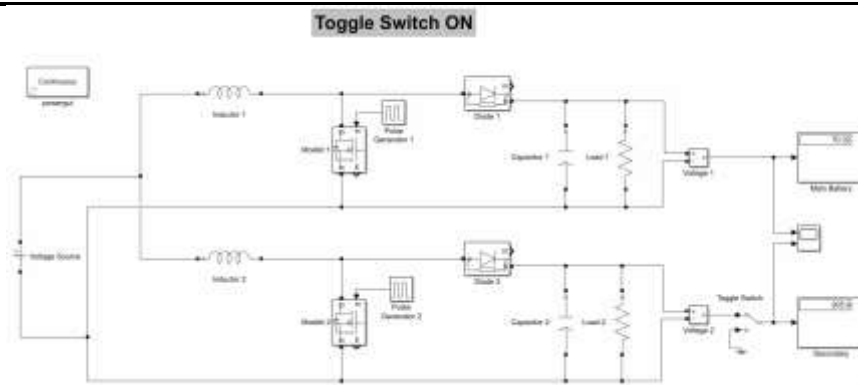 Toggle Switch ON
Continuous
powergui
Inductor 1
Mosfet 1
Pulse
Generator 1
Diode 1
Capacitor 1
Load 1
Voltage 1
Main Battery
Voltage Source
Inductor 2
Mosfet 2
Pulse
Generator 2
Capacitor 2
Load 2
Voltage 2
Toggle Switch
Secondary